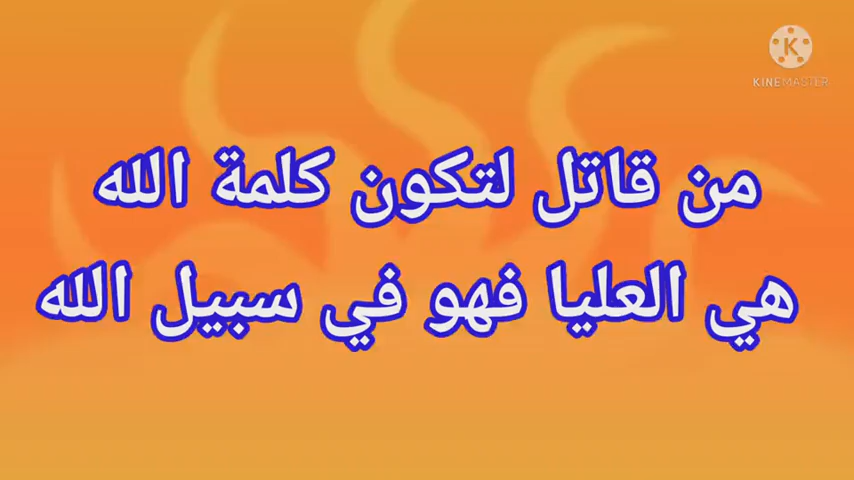 K
KINEMASTER
من قاتل لتكون كلمة الله
هي العليا فهو في سبيل الله